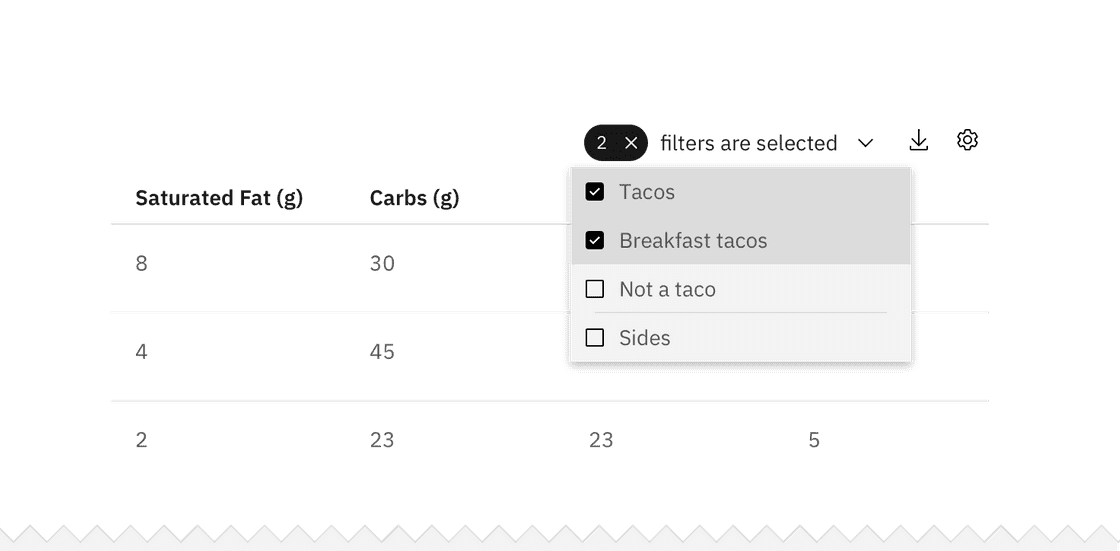 2 filters are selected
Saturated Fat (g) Carbs (g)
Tacos
Breakfast tacos
8 30
Not a taco
Sides
4 45
2 23 23 5